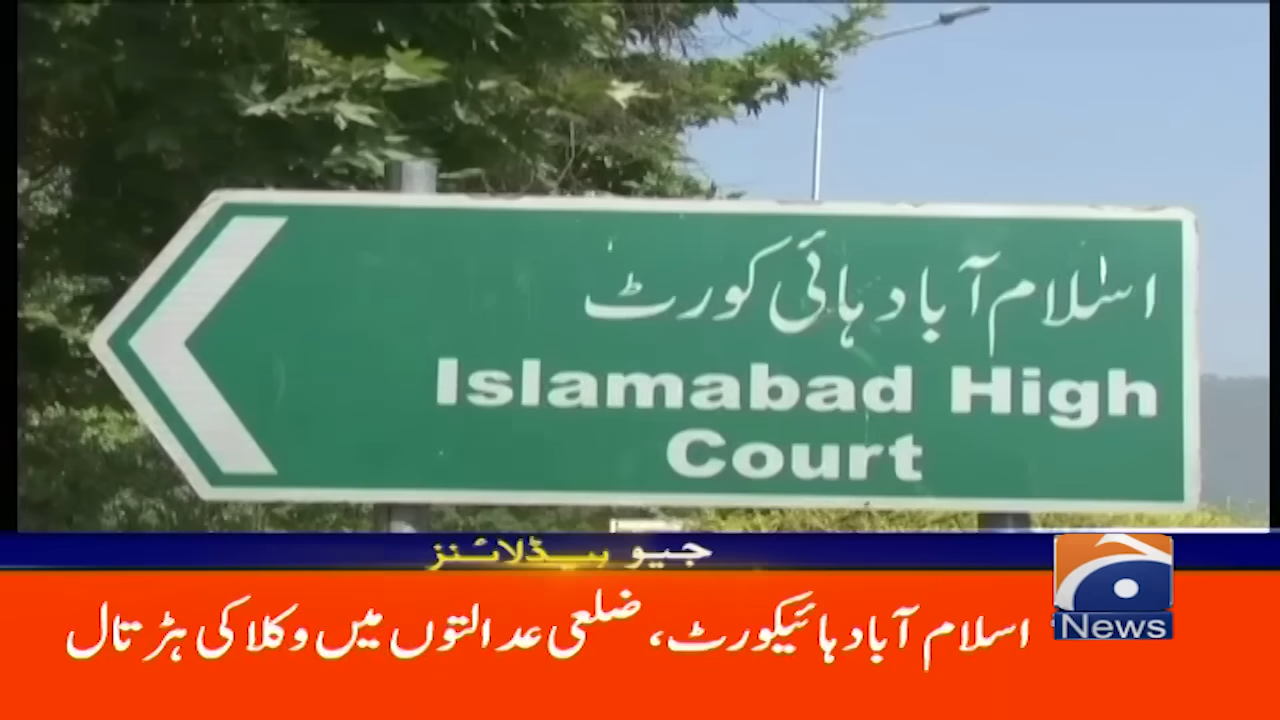 اسلام آباد ہائی کورٹ
Islamabad High
Court
جیو ہیڈلائنز
اسلام آباد ہائیکورٹ، ضلعی عدالتوں میں وکلا کی ہڑتال
News